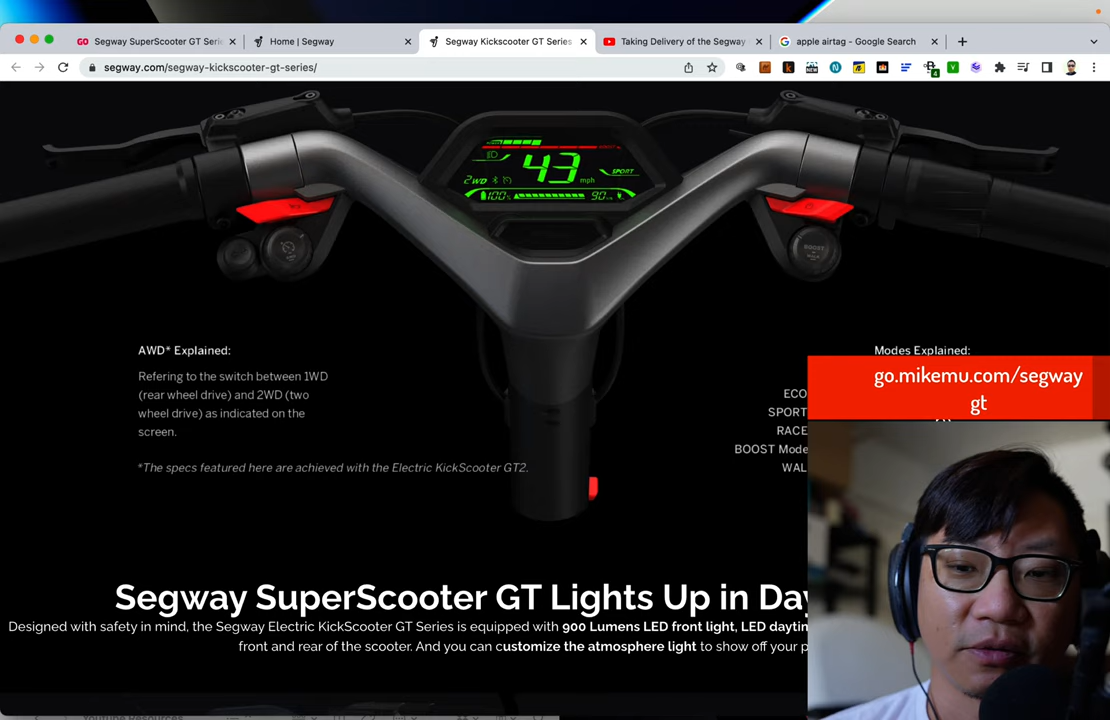 Segway SuperScooter GT Serie
Home | Segway
Segway Kickscooter GT Series
Taking Delivery of the Segway
apple airtag - Google Search
segway.com/segway-kickscooter-gt-series/
43
mph
SPORT
2WD
100%
90%
BOOST
AWD* Explained:
Refering to the switch between 1WD
(rear wheel drive) and 2WD (two
wheel drive) as indicated on the
screen.
*The specs featured here are achieved with the Electric KickScooter GT2.
Modes Explained:
ECO
SPORT
RACE
BOOST Mode
WAL
go.mikemu.com/segway
gt
Segway SuperScooter GT Lights Up in Day
Designed with safety in mind, the Segway Electric KickScooter GT Series is equipped with 900 Lumens LED front light, LED daytim
front and rear of the scooter. And you can customize the atmosphere light to show off your p
Youtube Resources